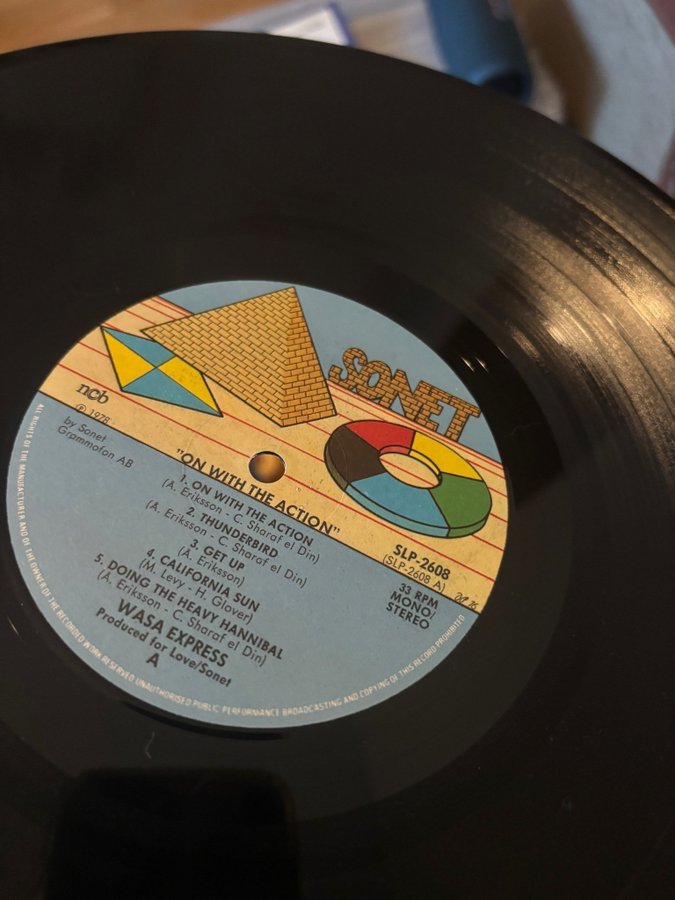 SONET
ncb
℗ 1978
by Sonet
Grammofon AB
"ON WITH THE ACTION"
1. ON WITH THE ACTION
(A. Eriksson - C. Sharaf el Din)
2. THUNDERBIRD
(A. Eriksson - C. Sharaf el Din)
3. GET UP
(A. Eriksson)
4. CALIFORNIA SUN
(M. Levy - H. Glover)
5. DOING THE HEAVY HANNIBAL
(A. Eriksson - C. Sharaf el Din)
WASA EXPRESS
Produced for Love/Sonet
A
SLP-2608
(SLP-2608 A)
33 RPM
MONO/
STEREO
ALL RIGHTS OF THE MANUFACTURER AND OF THE OWNER OF THE RECORDED WORK RESERVED UNAUTHORISED PUBLIC PERFORMANCE BROADCASTING AND COPYING OF THIS RECORD PROHIBITED